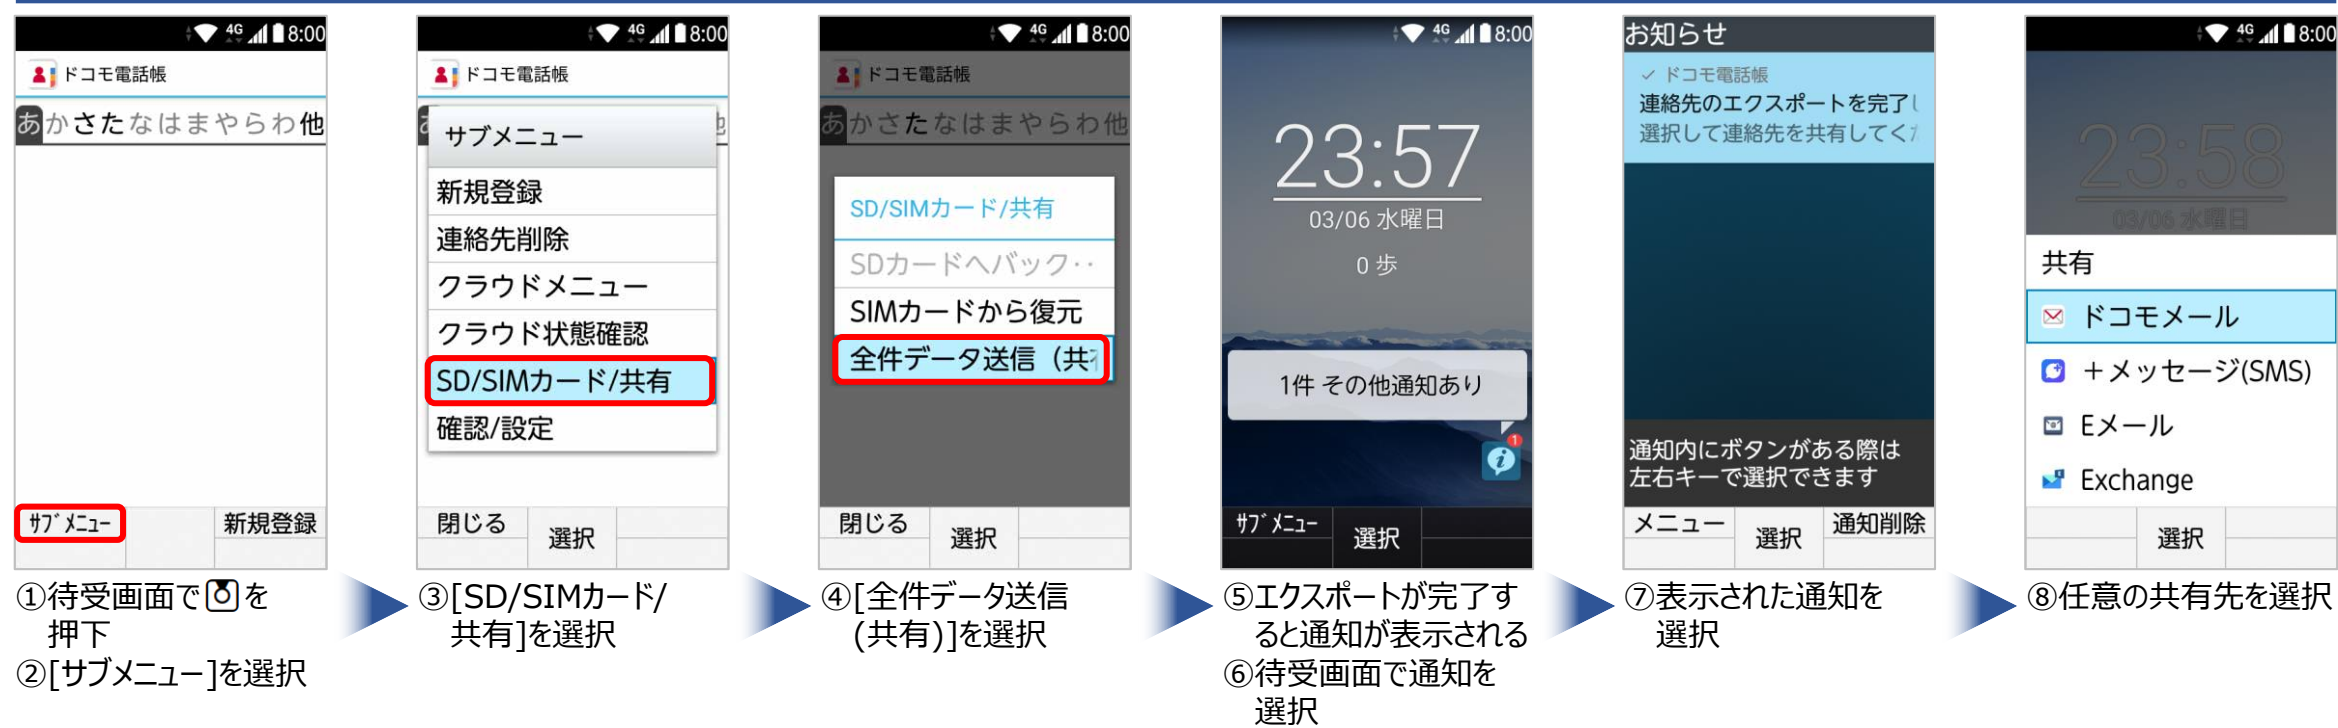 4G 8:00
ドコモ電話帳
あかさたなはまやらわ他
ｻﾌﾞﾒﾆｭｰ
新規登録
①待受画面でを
押下
②[サブメニュー]を選択
4G 8:00
ドコモ電話帳
サブメニュー
新規登録
連絡先削除
クラウドメニュー
クラウド状態確認
SD/SIMカード/共有
確認/設定
閉じる
選択
③[SD/SIMカード/
共有]を選択
4G 8:00
ドコモ電話帳
あかさたなはまやらわ他
SD/SIMカード/共有
SDカードへバック‥
SIMカードから復元
全件データ送信（共
閉じる
選択
④[全件データ送信
(共有)]を選択
4G 8:00
23:57
03/06 水曜日
0 歩
1件 その他通知あり
1
ｻﾌﾞﾒﾆｭｰ
選択
⑤エクスポートが完了す
ると通知が表示される
⑥待受画面で通知を
選択
お知らせ
ドコモ電話帳
連絡先のエクスポートを完了し
選択して連絡先を共有してくだ
通知内にボタンがある際は
左右キーで選択できます
メニュー
選択
通知削除
⑦表示された通知を
選択
4G 8:00
23:58
03/06 水曜日
共有
ドコモメール
＋メッセージ(SMS)
Eメール
Exchange
選択
⑧任意の共有先を選択